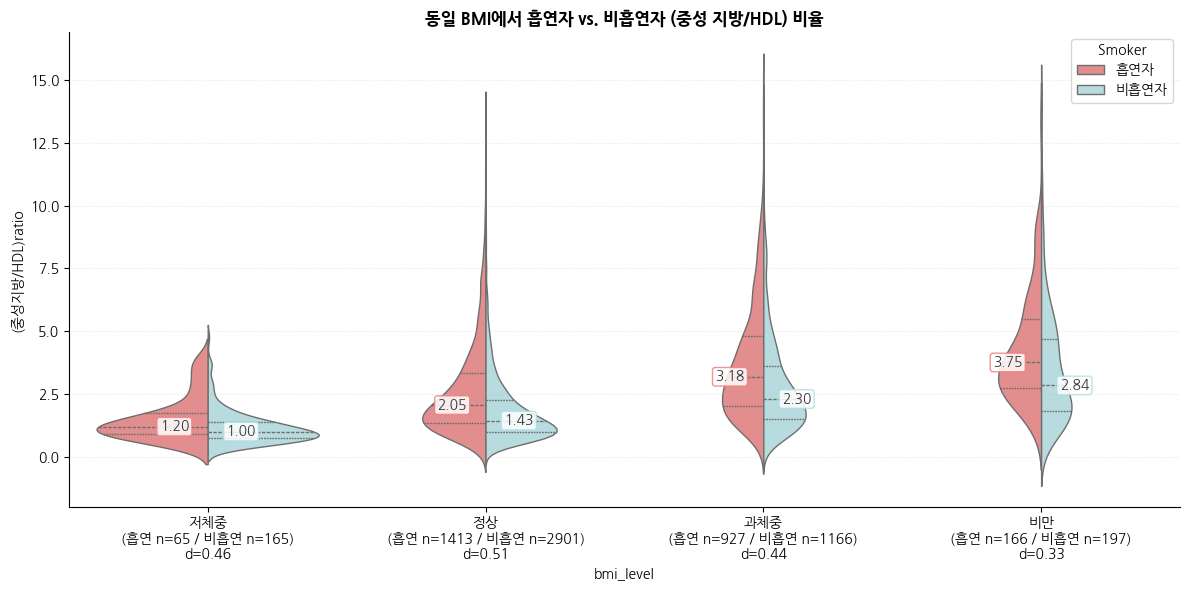 동일 BMI에서 흡연자 vs. 비흡연자 (중성 지방/HDL) 비율
Smoker
흡연자
비흡연자
(중성지방/HDL)ratio
15.0
12.5
10.0
7.5
5.0
2.5
0.0
1.20
1.00
2.05
1.43
3.18
2.30
3.75
2.84
저체중
(흡연 n=65 / 비흡연 n=165)
d=0.46
정상
(흡연 n=1413 / 비흡연 n=2901)
d=0.51
과체중
(흡연 n=927 / 비흡연 n=1166)
d=0.44
비만
(흡연 n=166 / 비흡연 n=197)
d=0.33
bmi_level